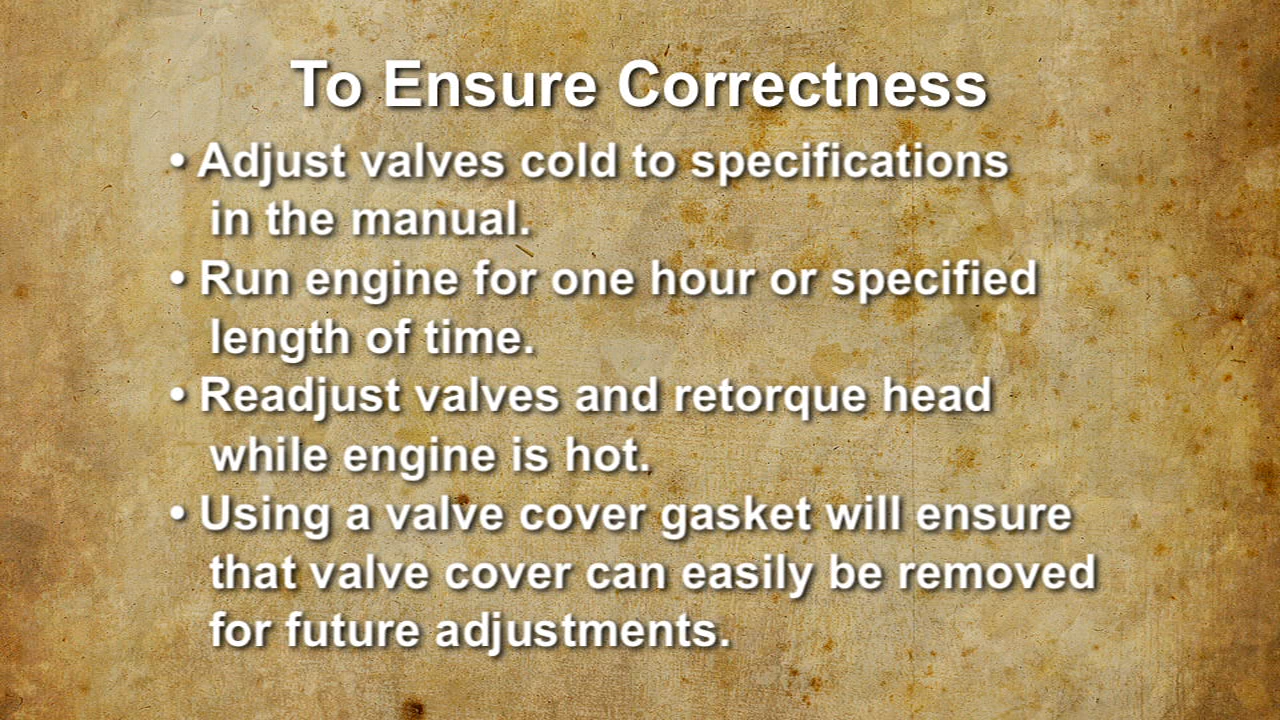 To Ensure Correctness
• Adjust valves cold to specifications
in the manual.
• Run engine for one hour or specified
length of time.
• Readjust valves and retorque head
while engine is hot.
• Using a valve cover gasket will ensure
that valve cover can easily be removed
for future adjustments.